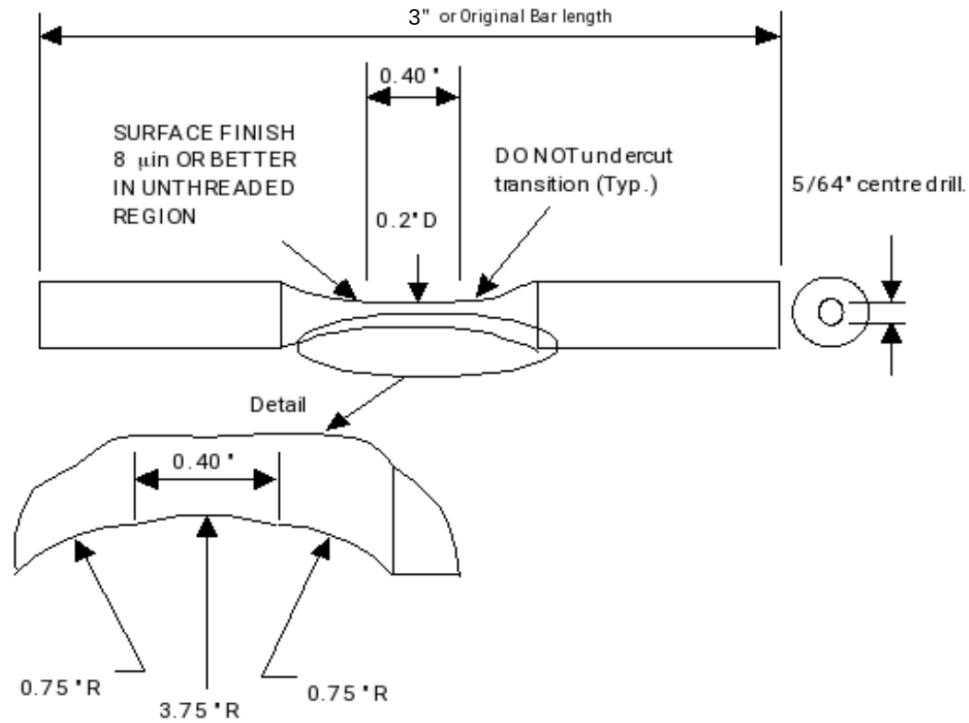 3" or Original Bar length
0.40"
SURFACE FINISH
8 μin OR BETTER
IN UNTHREADED
REGION
DO NOT undercut
transition (Typ.)
5/64" centre drill.
0.2" D
Detail
0.40"
0.75"R
3.75"R
0.75"R